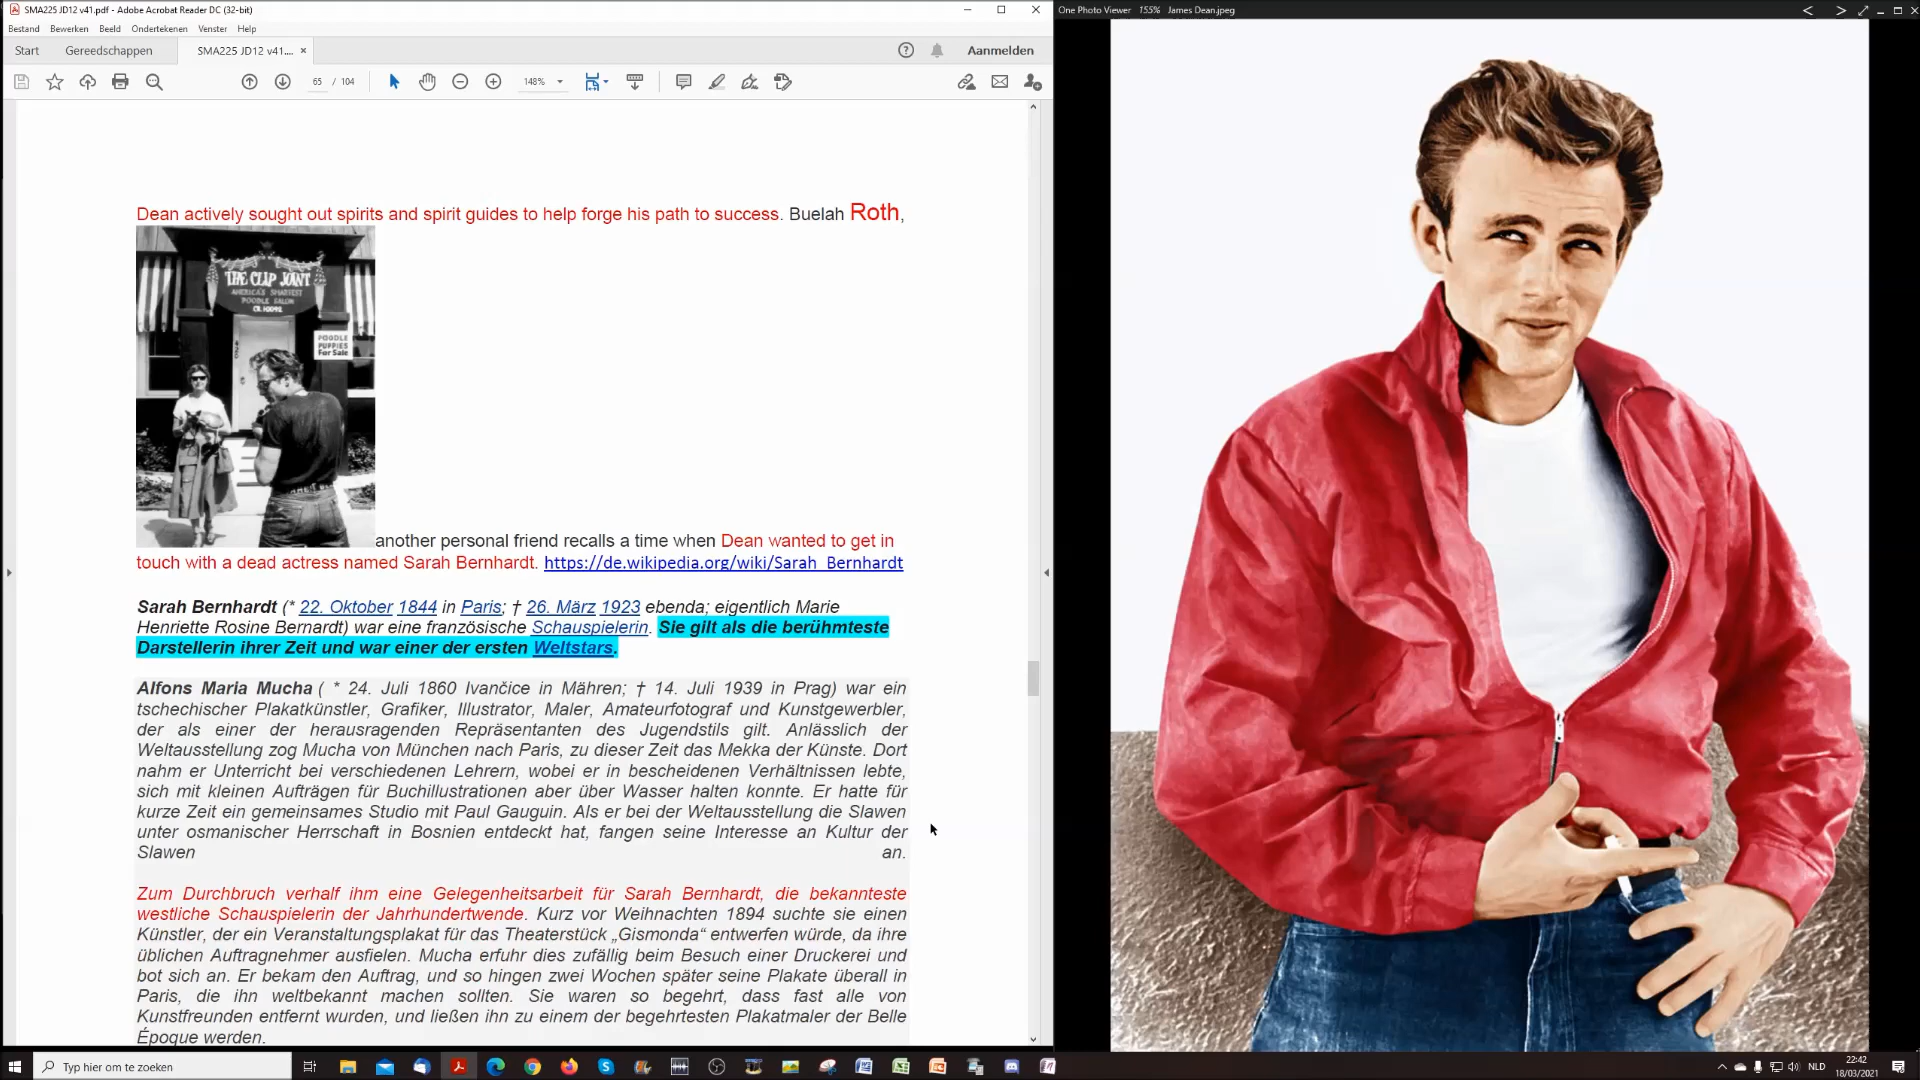 SMA225 JD12 v41.pdf - Adobe Acrobat Reader DC (32-bit)
Bestand Bewerken Beeld Ondertekenen Venster Help
Start Gereedschappen SMA225 JD12 v41.... × Aanmelden
65 / 104 148%
Dean actively sought out spirits and spirit guides to help forge his path to success. Buelah Roth,
THE CLIP JOINT
AMERICA'S SMARTEST
POODLE SALON
POODLE
PUPPIES
For Sale
another personal friend recalls a time when Dean wanted to get in
touch with a dead actress named Sarah Bernhardt. https://de.wikipedia.org/wiki/Sarah_Bernhardt
Sarah Bernhardt (* 22. Oktober 1844 in Paris; † 26. März 1923 ebenda; eigentlich Marie
Henriette Rosine Bernardt) war eine französische Schauspielerin. Sie gilt als die berühmteste
Darstellerin ihrer Zeit und war einer der ersten Weltstars.
Alfons Maria Mucha ( * 24. Juli 1860 Ivančice in Mähren; † 14. Juli 1939 in Prag) war ein
tschechischer Plakatkünstler, Grafiker, Illustrator, Maler, Amateurfotograf und Kunstgewerbler,
der als einer der herausragenden Repräsentanten des Jugendstils gilt. Anlässlich der
Weltausstellung zog Mucha von München nach Paris, zu dieser Zeit das Mekka der Künste. Dort
nahm er Unterricht bei verschiedenen Lehrern, wobei er in bescheidenen Verhältnissen lebte,
sich mit kleinen Aufträgen für Buchillustrationen aber über Wasser halten konnte. Er hatte für
kurze Zeit ein gemeinsames Studio mit Paul Gauguin. Als er bei der Weltausstellung die Slawen
unter osmanischer Herrschaft in Bosnien entdeckt hat, fangen seine Interesse an Kultur der
Slawen an.
Zum Durchbruch verhalf ihm eine Gelegenheitsarbeit für Sarah Bernhardt, die bekannteste
westliche Schauspielerin der Jahrhundertwende. Kurz vor Weihnachten 1894 suchte sie einen
Künstler, der ein Veranstaltungsplakat für das Theaterstück „Gismonda“ entwerfen würde, da ihre
üblichen Auftragnehmer ausfielen. Mucha erfuhr dies zufällig beim Besuch einer Druckerei und
bot sich an. Er bekam den Auftrag, und so hingen zwei Wochen später seine Plakate überall in
Paris, die ihn weltbekannt machen sollten. Sie waren so begehrt, dass fast alle von
Kunstfreunden entfernt wurden, und ließen ihn zu einem der begehrtesten Plakatmaler der Belle
Époque werden.
One Photo Viewer 155% James Dean.jpeg
Typ hier om te zoeken
NLD
22:42
18/03/2021